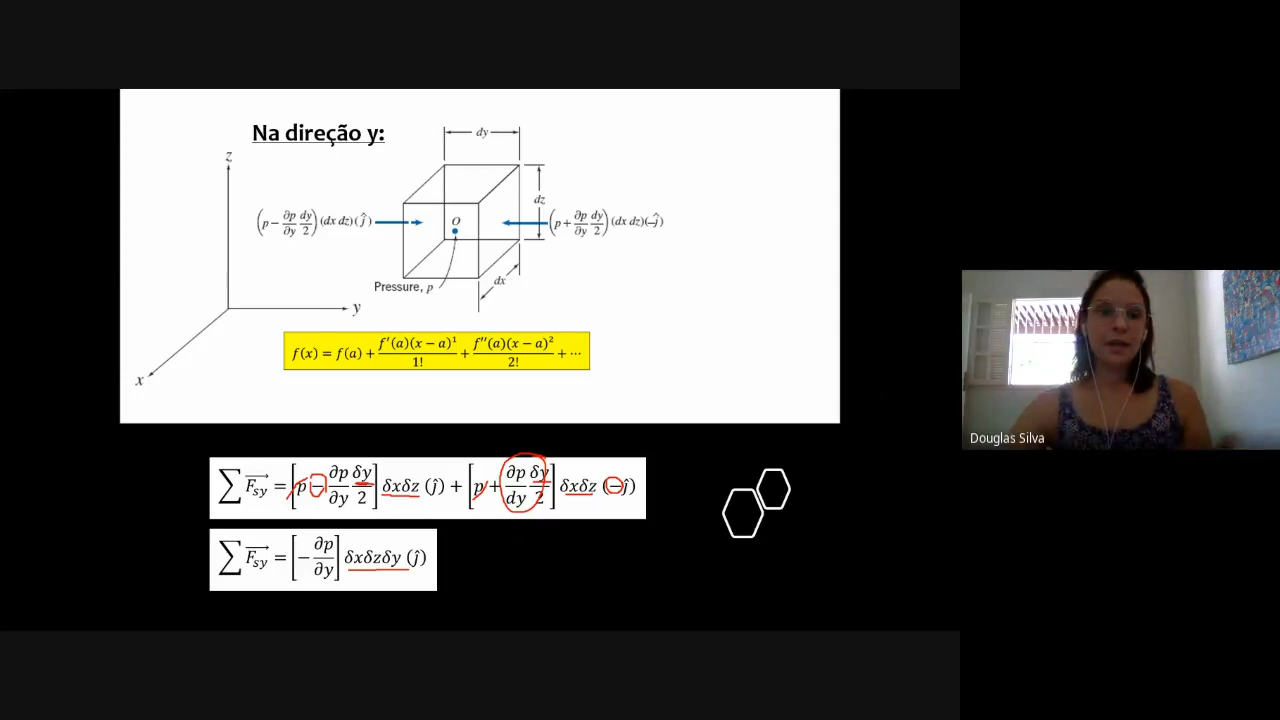 Na direção y:
dy
z
(p − ∂p/∂y dy/2)(dx dz)(ĵ)
O
dz
(p + ∂p/∂y dy/2)(dx dz)(−ĵ)
Pressure, p
dx
y
f(x) = f(a) + f′(a)(x − a)¹/1! + f″(a)(x − a)²/2! + ⋯
x
Douglas Silva
∑ F⃗sy = [p − ∂p/∂y δy/2] δxδz (ĵ) + [p + ∂p/dy δy/2] δxδz (−ĵ)
∑ F⃗sy = [− ∂p/∂y] δxδzδy (ĵ)